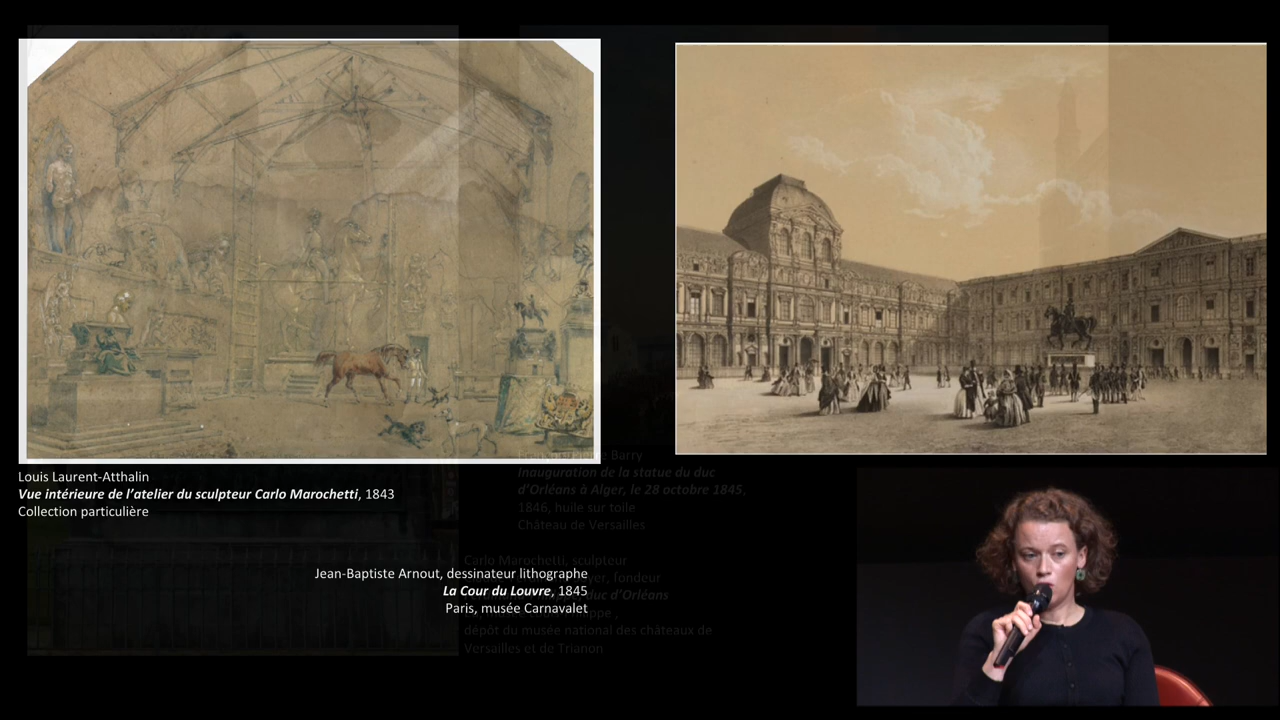 Louis Laurent-Atthalin
Vue intérieure de l'atelier du sculpteur Carlo Marochetti, 1843
Collection particulière
Jean-Baptiste Arnout, dessinateur lithographe
La Cour du Louvre, 1845
Paris, musée Carnavalet
Barry
Inauguration de la statue du duc
d'Orléans à Alger, le 28 octobre 1845,
1846, huile sur toile
Château de Versailles
Carlo Marochetti, sculpteur
fondeur
duc d'Orléans
dépôt du musée national des châteaux de
Versailles et de Trianon